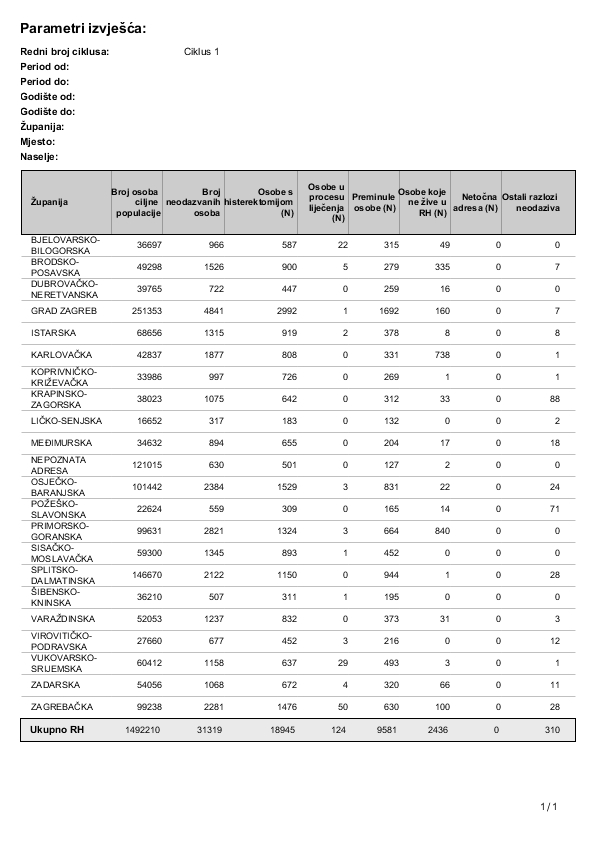 Parametri izvješća:
Redni broj ciklusa: Ciklus 1
Period od:
Period do:
Godište od:
Godište do:
Županija:
Mjesto:
Naselje:
Županija Broj osoba ciljne populacije Broj neodazvanih osoba Osobe s histerektomijom (N) Osobe u procesu liječenja (N) Preminule osobe (N) Osobe koje ne žive u RH (N) Netočna adresa (N) Ostali razlozi neodaziva
BJELOVARSKO-BILOGORSKA 36697 966 587 22 315 49 0 0
BRODSKO-POSAVSKA 49298 1526 900 5 279 335 0 7
DUBROVAČKO-NERETVANSKA 39765 722 447 0 259 16 0 0
GRAD ZAGREB 251353 4841 2992 1 1692 160 0 7
ISTARSKA 68656 1315 919 2 378 8 0 8
KARLOVAČKA 42837 1877 808 0 331 738 0 1
KOPRIVNIČKO-KRIŽEVAČKA 33986 997 726 0 269 1 0 1
KRAPINSKO-ZAGORSKA 38023 1075 642 0 312 33 0 88
LIČKO-SENJSKA 16652 317 183 0 132 0 0 2
MEĐIMURSKA 34632 894 655 0 204 17 0 18
NEPOZNATA ADRESA 121015 630 501 0 127 2 0 0
OSJEČKO-BARANJSKA 101442 2384 1529 3 831 22 0 24
POŽEŠKO-SLAVONSKA 22624 559 309 0 165 14 0 71
PRIMORSKO-GORANSKA 99631 2821 1324 3 664 840 0 0
SISAČKO-MOSLAVAČKA 59300 1345 893 1 452 0 0 0
SPLITSKO-DALMATINSKA 146670 2122 1150 0 944 1 0 28
ŠIBENSKO-KNINSKA 36210 507 311 1 195 0 0 0
VARAŽDINSKA 52053 1237 832 0 373 31 0 3
VIROVITIČKO-PODRAVSKA 27660 677 452 3 216 0 0 12
VUKOVARSKO-SRIJEMSKA 60412 1158 637 29 493 3 0 1
ZADARSKA 54056 1068 672 4 320 66 0 11
ZAGREBAČKA 99238 2281 1476 50 630 100 0 28
Ukupno RH 1492210 31319 18945 124 9581 2436 0 310
1 / 1